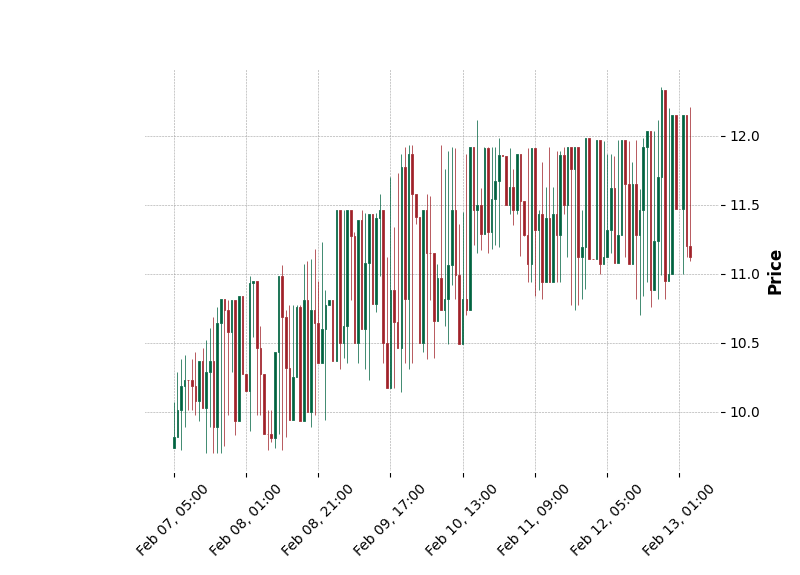 12.0
11.5
11.0
10.5
10.0
Price
Feb 07, 05:00
Feb 08, 01:00
Feb 08, 21:00
Feb 09, 17:00
Feb 10, 13:00
Feb 11, 09:00
Feb 12, 05:00
Feb 13, 01:00